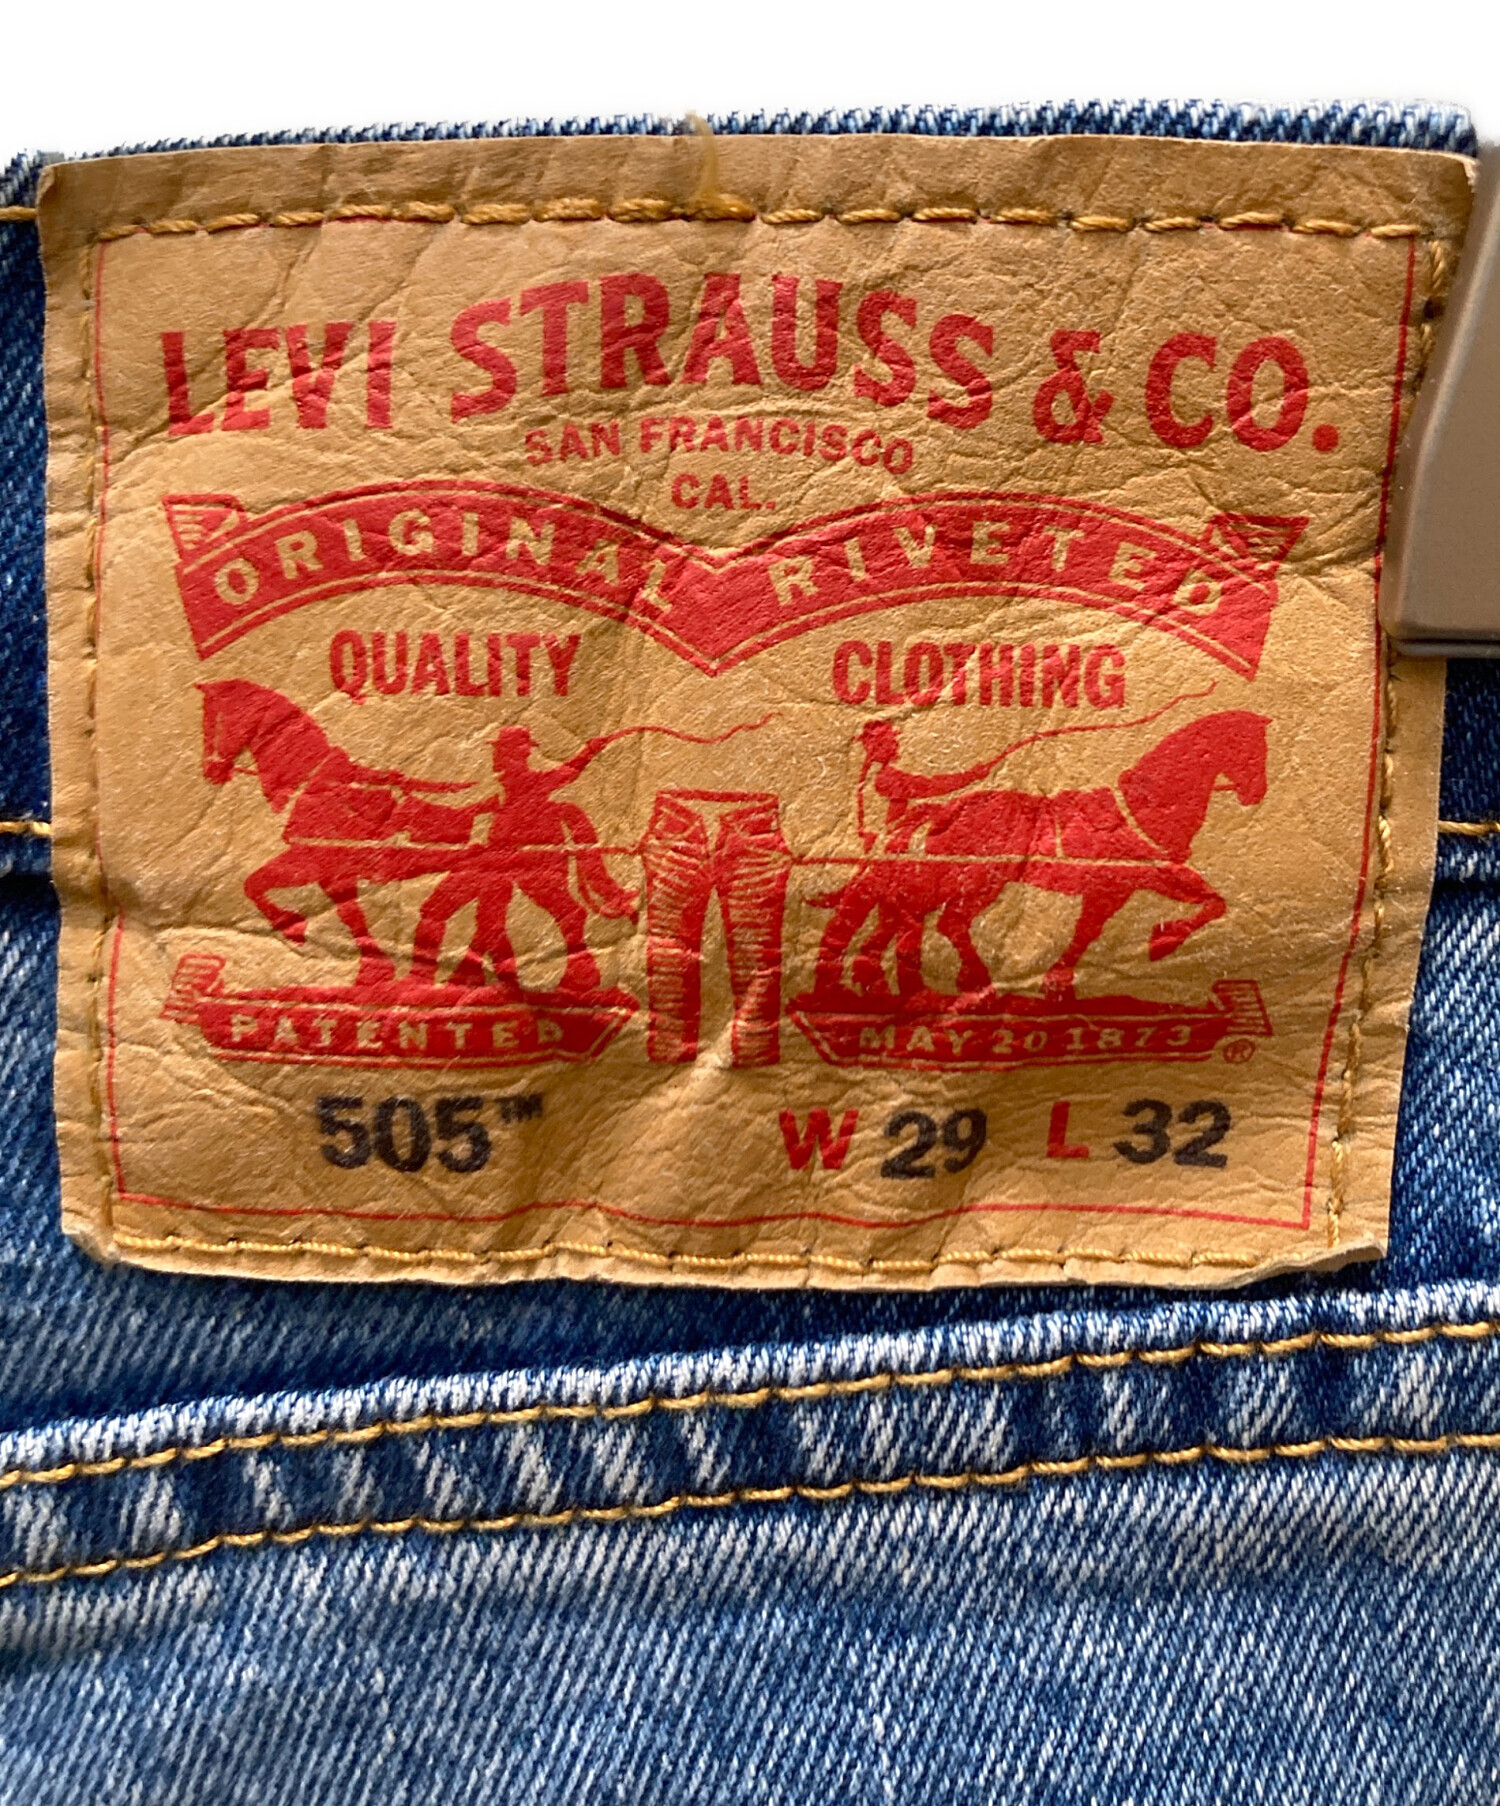 LEVI STRAUSS & CO.
SAN FRANCISCO
CAL.
ORIGINAL RIVETED
QUALITY CLOTHING
PATENTED MAY 20 1873 ®
505™ W 29 L 32